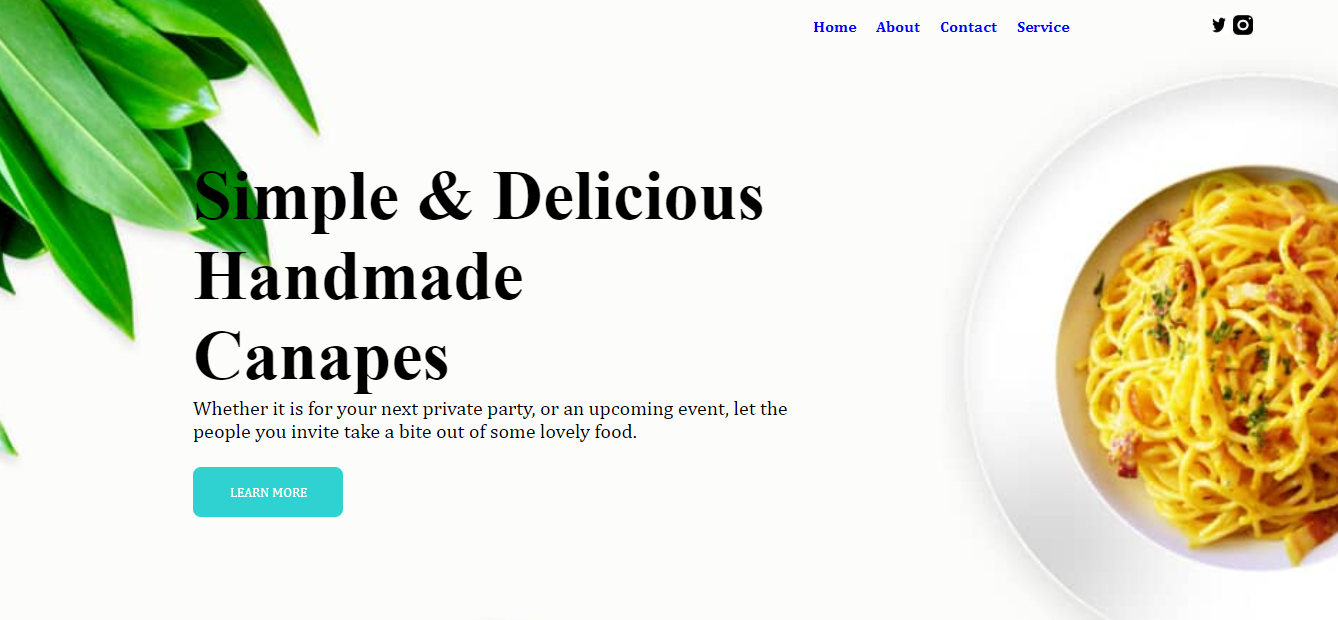 Home About Contact Service
Simple & Delicious
Handmade
Canapes
Whether it is for your next private party, or an upcoming event, let the
people you invite take a bite out of some lovely food.
LEARN MORE